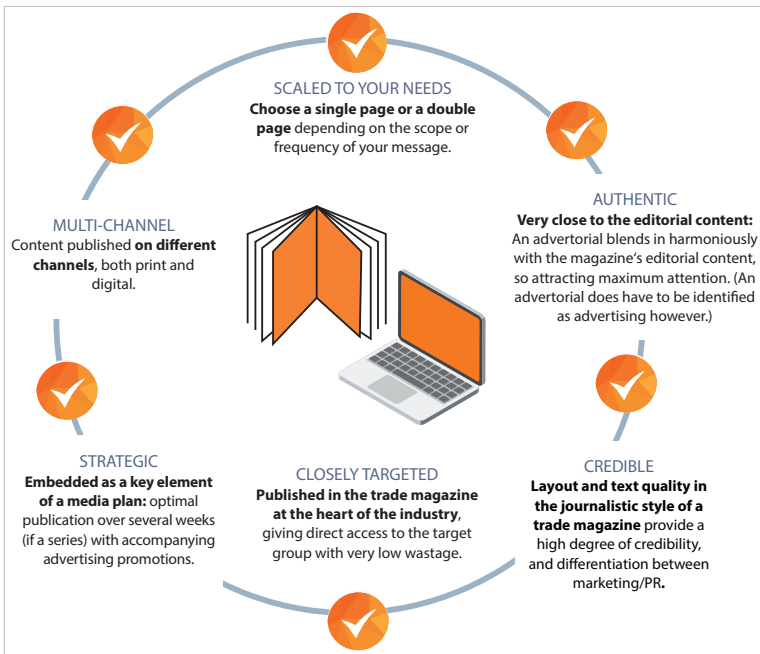 SCALED TO YOUR NEEDS
Choose a single page or a double
page depending on the scope or
frequency of your message.
AUTHENTIC
Very close to the editorial content:
An advertorial blends in harmoniously
with the magazine's editorial content,
so attracting maximum attention. (An
advertorial does have to be identified
as advertising however.)
MULTI-CHANNEL
Content published on different
channels, both print and
digital.
STRATEGIC
Embedded as a key element
of a media plan: optimal
publication over several weeks
(if a series) with accompanying
advertising promotions.
CLOSELY TARGETED
Published in the trade magazine
at the heart of the industry,
giving direct access to the target
group with very low wastage.
CREDIBLE
Layout and text quality in
the journalistic style of a
trade magazine provide a
high degree of credibility,
and differentiation between
marketing/PR.